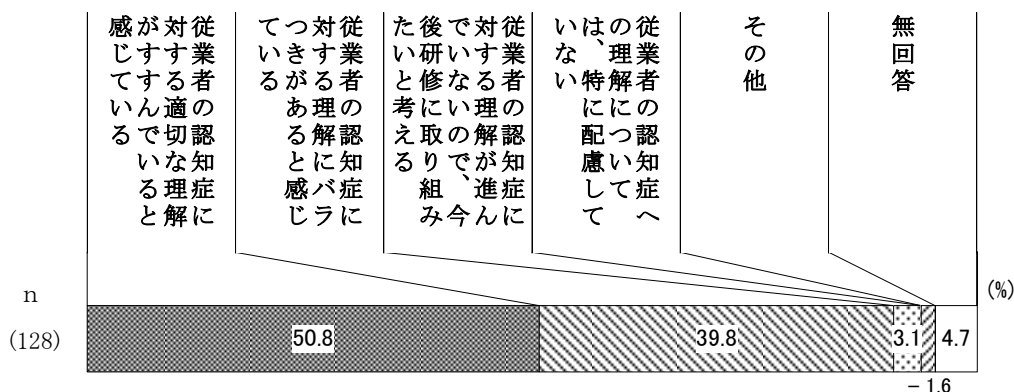 従業者の認知症に
対する適切な理解
がすすんでいると
感じている
従業者の認知症に
対する理解にバラ
つきがあると感じ
ている
従業者の認知症に
対する理解が進ん
でいないので、今
後研修に取り組み
たいと考える
従業者の認知症へ
の理解について
は、特に配慮して
いない
その他
無回答
n
(%)
(128)
50.8
39.8
3.1
4.7
1.6